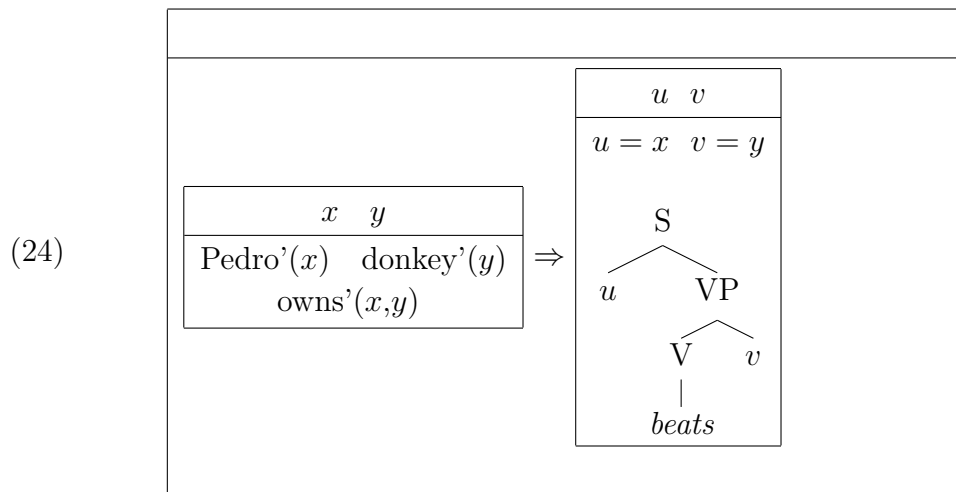 u v
u = x v = y
x y
Pedro’(x) donkey’(y)
owns’(x,y)
(24)
⇒
S
u VP
V v
beats